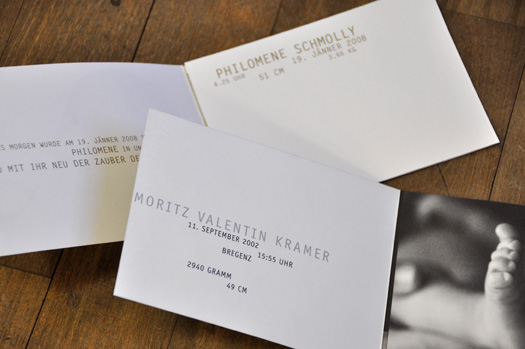 PHILOMENE SCHMOLLY
4.25 UHR 51 CM 19. JÄNNER 2008
3,66 KG
S MORGEN WURDE AM 19. JÄNNER 2008
PHILOMENE IN UN
MIT IHR NEU DER ZAUBER DE
MORITZ VALENTIN KRAMER
11. SEPTEMBER 2002
BREGENZ 15:55 UHR
2940 GRAMM
49 CM